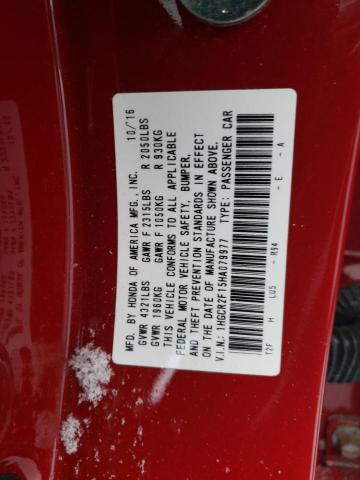 MFD. BY HONDA OF AMERICA MFG., INC. 10/'16
GVWR 4321LBS GAWR F 2315LBS R 2050LBS
GVWR 1960KG GAWR F 1050KG R 930KG
THIS VEHICLE CONFORMS TO ALL APPLICABLE
FEDERAL MOTOR VEHICLE SAFETY, BUMPER,
AND THEFT PREVENTION STANDARDS IN EFFECT
ON THE DATE OF MANUFACTURE SHOWN ABOVE.
V.I.N.: 1HGCR2F15HA079977 TYPE: PASSENGER CAR
T2F H LU5 - R94 - E - A